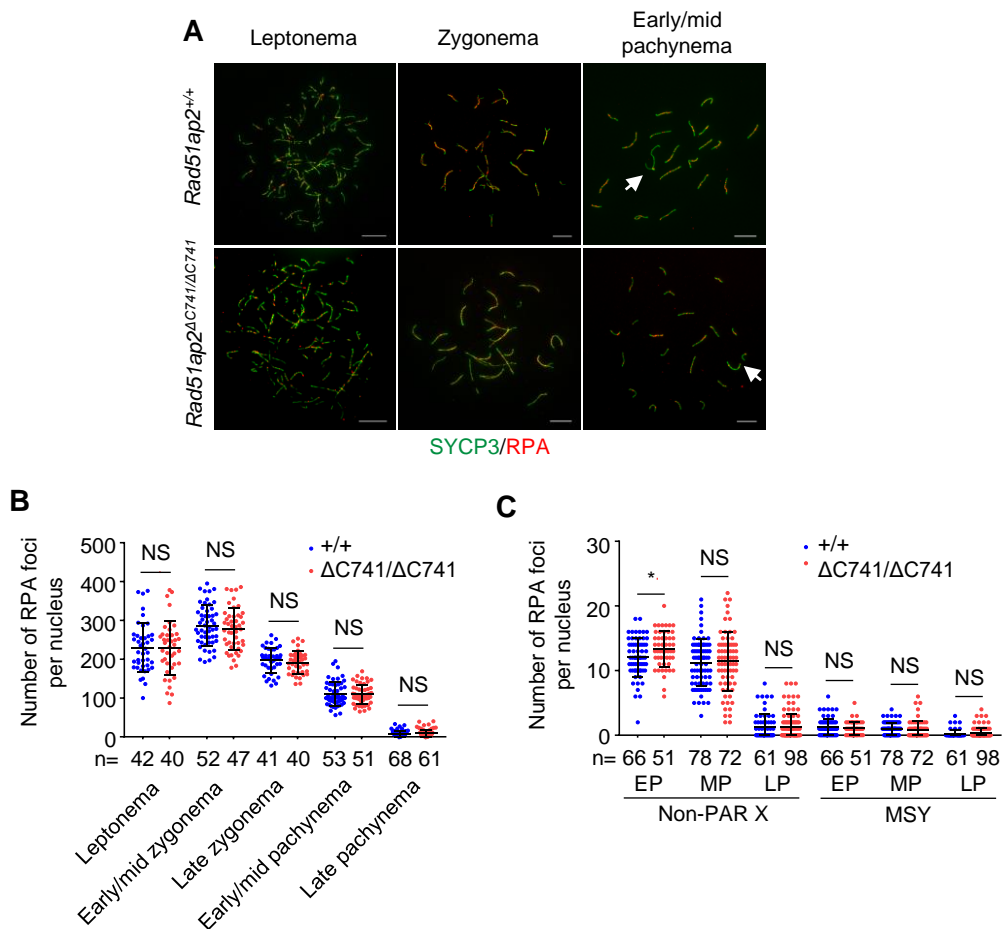 A
Leptonema
Zygonema
Early/mid
pachynema
Rad51ap2+/+
Rad51ap2ΔC741/ΔC741
SYCP3/RPA
B
Number of RPA foci
per nucleus
500
400
300
200
100
0
NS
NS
NS
NS
NS
+/+
ΔC741/ΔC741
n= 42 40 52 47 41 40 53 51 68 61
Leptonema
Early/mid zygonema
Late zygonema
Early/mid pachynema
Late pachynema
C
Number of RPA foci
per nucleus
30
20
10
0
*
NS
NS
NS
NS
NS
+/+
ΔC741/ΔC741
n= 66 51 78 72 61 98 66 51 78 72 61 98
EP MP LP EP MP LP
Non-PAR X MSY